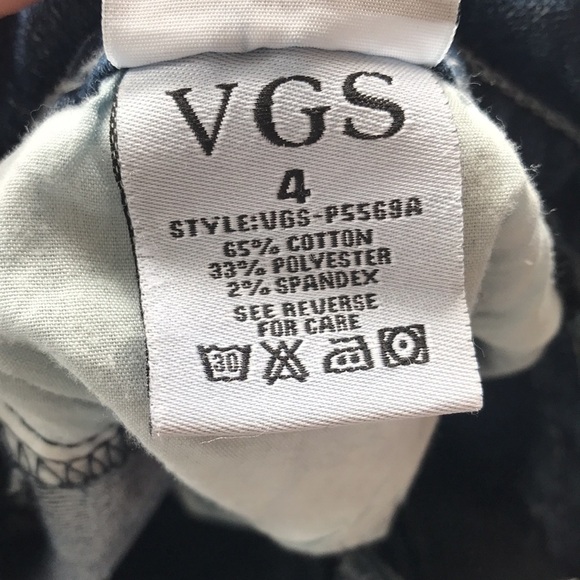 VGS
4
STYLE:VGS-P5569A
65% COTTON
33% POLYESTER
2% SPANDEX
SEE REVERSE
FOR CARE
30